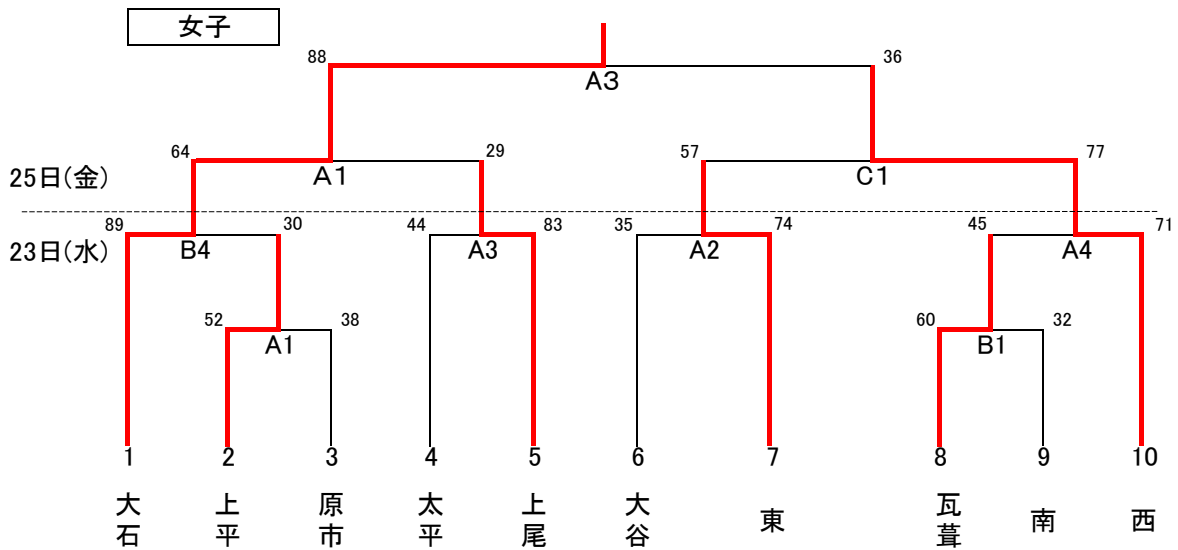 女子
88 36
A3
64 29 57 77
25日(金) A1 C1
89 30 44 83 35 74 45 71
23日(水) B4 A3 A2 A4
52 38 60 32
A1 B1
1 2 3 4 5 6 7 8 9 10
大石 上平 原市 太平 上尾 大谷 東 瓦葺 南 西